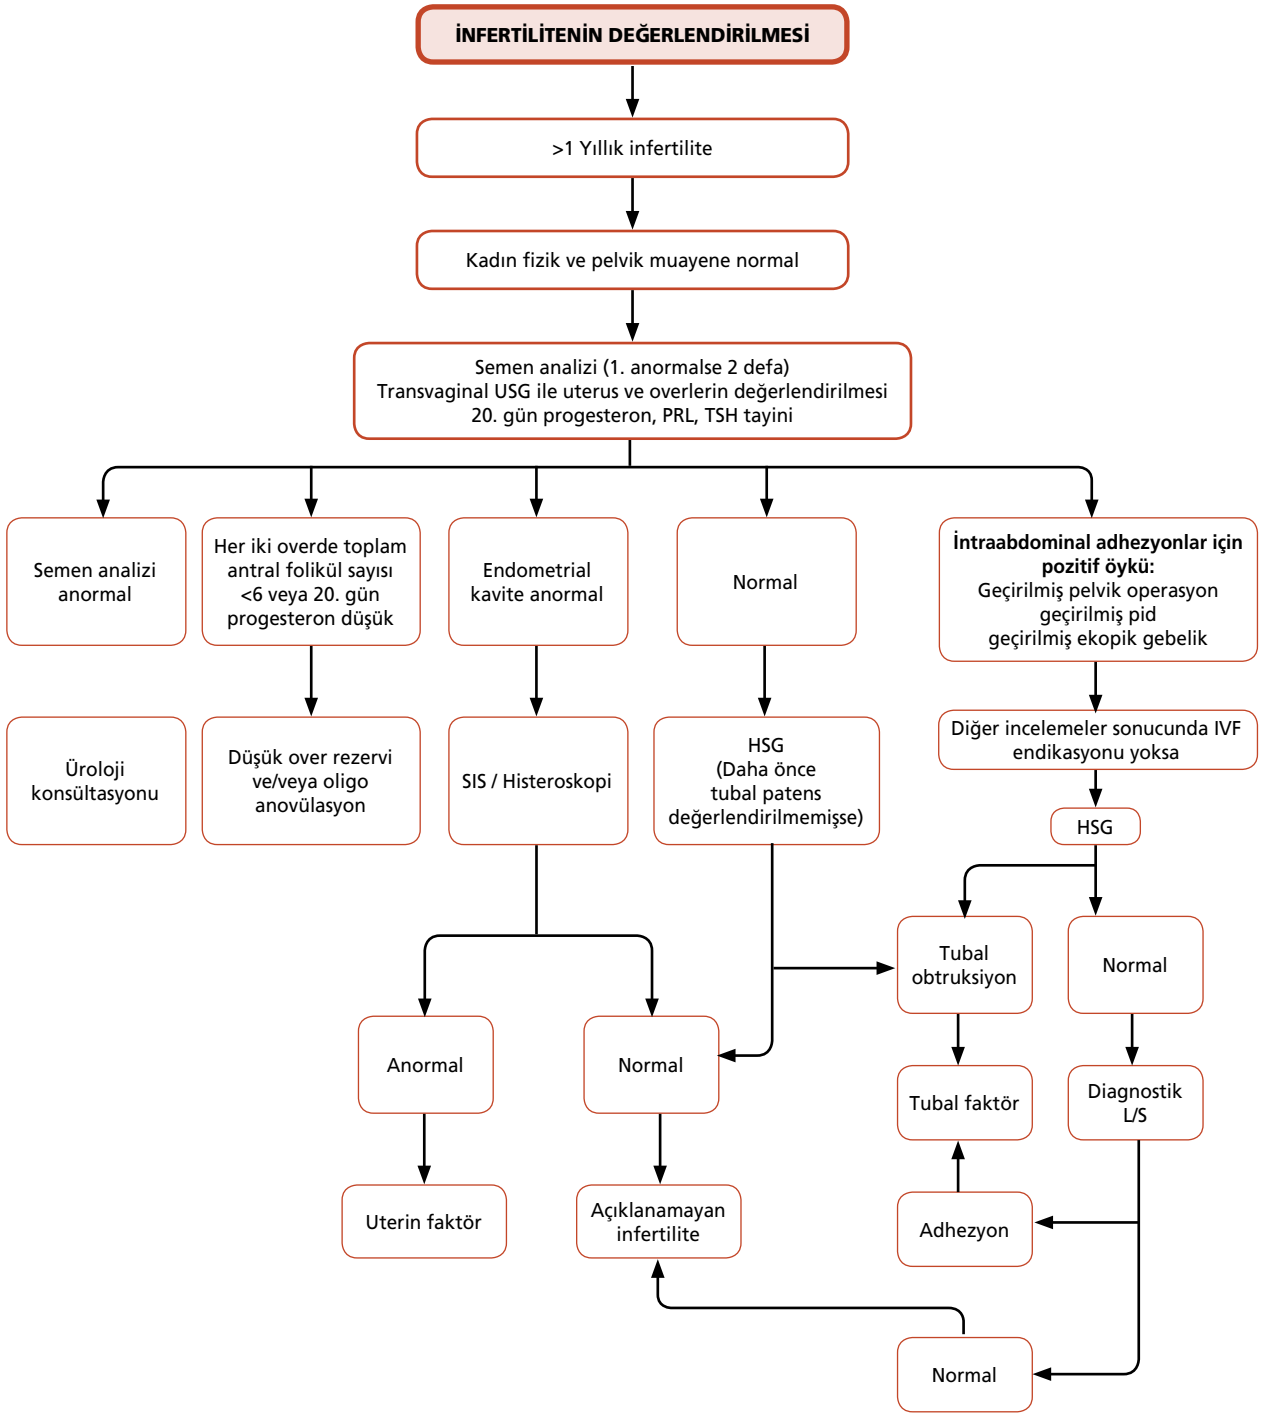 İNFERTİLİTENİN DEĞERLENDİRİLMESİ
>1 Yıllık infertilite
Kadın fizik ve pelvik muayene normal
Semen analizi (1. anormalse 2 defa)
Transvaginal USG ile uterus ve overlerin değerlendirilmesi
20. gün progesteron, PRL, TSH tayini
Semen analizi
anormal
Her iki overde toplam
antral folikül sayısı
<6 veya 20. gün
progesteron düşük
Endometrial
kavite anormal
Normal
İntraabdominal adhezyonlar için
pozitif öykü:
Geçirilmiş pelvik operasyon
geçirilmiş pid
geçirilmiş ekopik gebelik
Üroloji
konsültasyonu
Düşük over rezervi
ve/veya oligo
anovülasyon
SIS / Histeroskopi
HSG
(Daha önce
tubal patens
değerlendirilmemişse)
Diğer incelemeler sonucunda IVF
endikasyonu yoksa
HSG
Tubal
obtruksiyon
Normal
Anormal
Normal
Tubal faktör
Diagnostik
L/S
Uterin faktör
Açıklanamayan
infertilite
Adhezyon
Normal